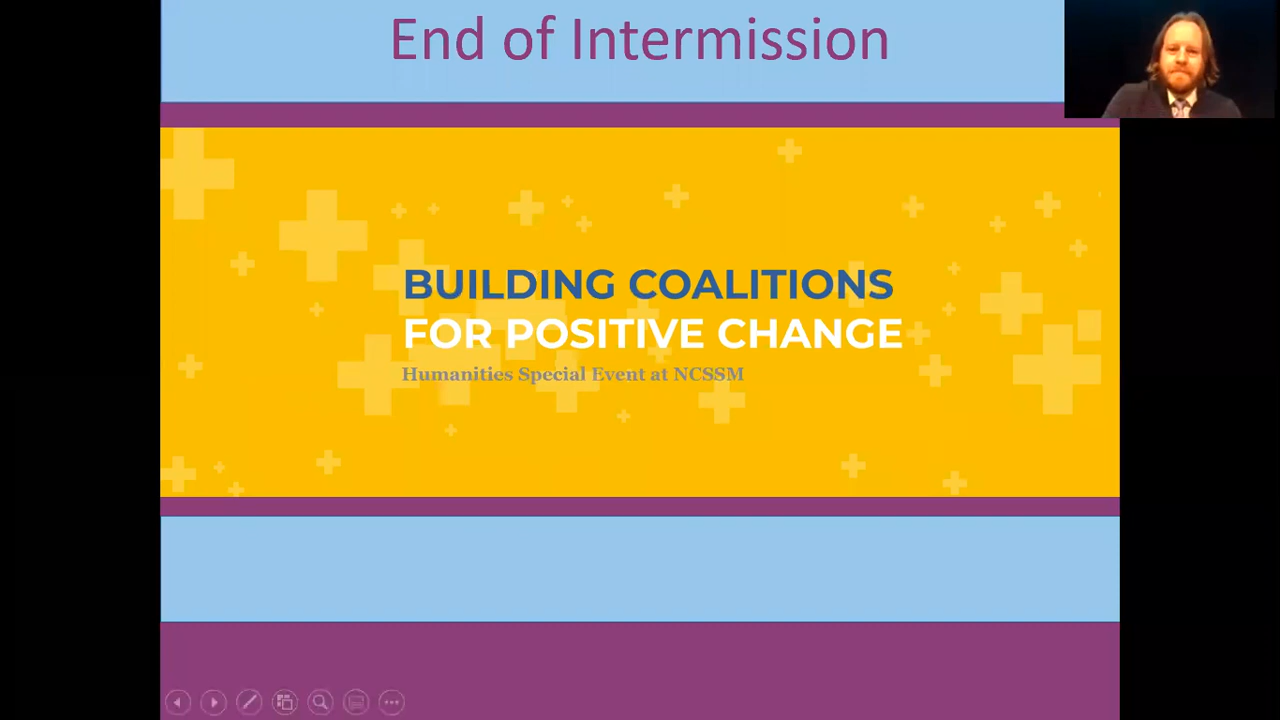 End of Intermission
BUILDING COALITIONS
FOR POSITIVE CHANGE
Humanities Special Event at NCSSM